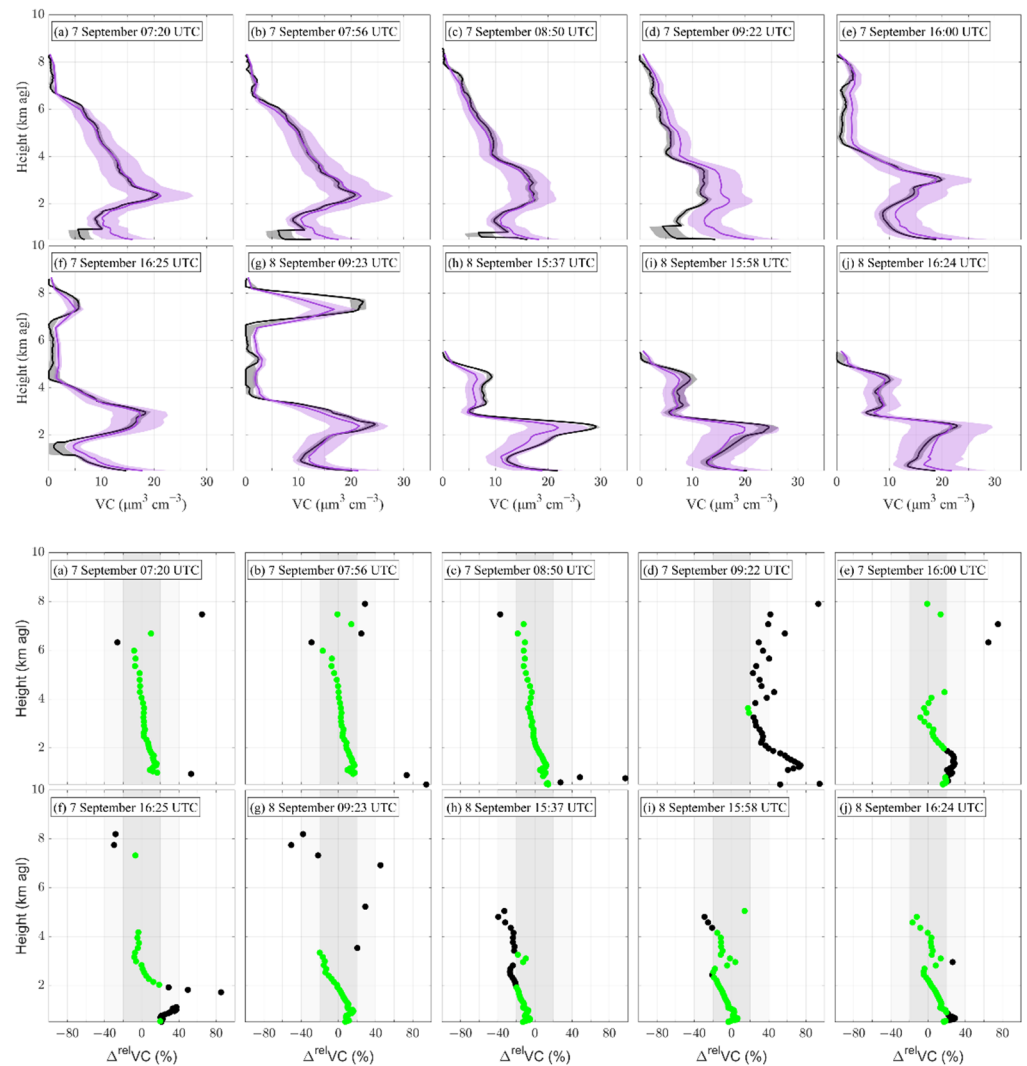 (a) 7 September 07:20 UTC
(b) 7 September 07:56 UTC
(c) 7 September 08:50 UTC
(d) 7 September 09:22 UTC
(e) 7 September 16:00 UTC
10
8
6
4
2
Height (km agl)
(f) 7 September 16:25 UTC
(g) 8 September 09:23 UTC
(h) 8 September 15:37 UTC
(i) 8 September 15:58 UTC
(j) 8 September 16:24 UTC
10
8
6
4
2
Height (km agl)
0 10 20 30
0 10 20 30
0 10 20 30
0 10 20 30
0 10 20 30
VC (μm³ cm⁻³)
VC (μm³ cm⁻³)
VC (μm³ cm⁻³)
VC (μm³ cm⁻³)
VC (μm³ cm⁻³)
(a) 7 September 07:20 UTC
(b) 7 September 07:56 UTC
(c) 7 September 08:50 UTC
(d) 7 September 09:22 UTC
(e) 7 September 16:00 UTC
10
8
6
4
2
Height (km agl)
(f) 7 September 16:25 UTC
(g) 8 September 09:23 UTC
(h) 8 September 15:37 UTC
(i) 8 September 15:58 UTC
(j) 8 September 16:24 UTC
10
8
6
4
2
Height (km agl)
−80 −40 0 40 80
−80 −40 0 40 80
−80 −40 0 40 80
−80 −40 0 40 80
−80 −40 0 40 80
ΔʳᵉˡVC (%)
ΔʳᵉˡVC (%)
ΔʳᵉˡVC (%)
ΔʳᵉˡVC (%)
ΔʳᵉˡVC (%)